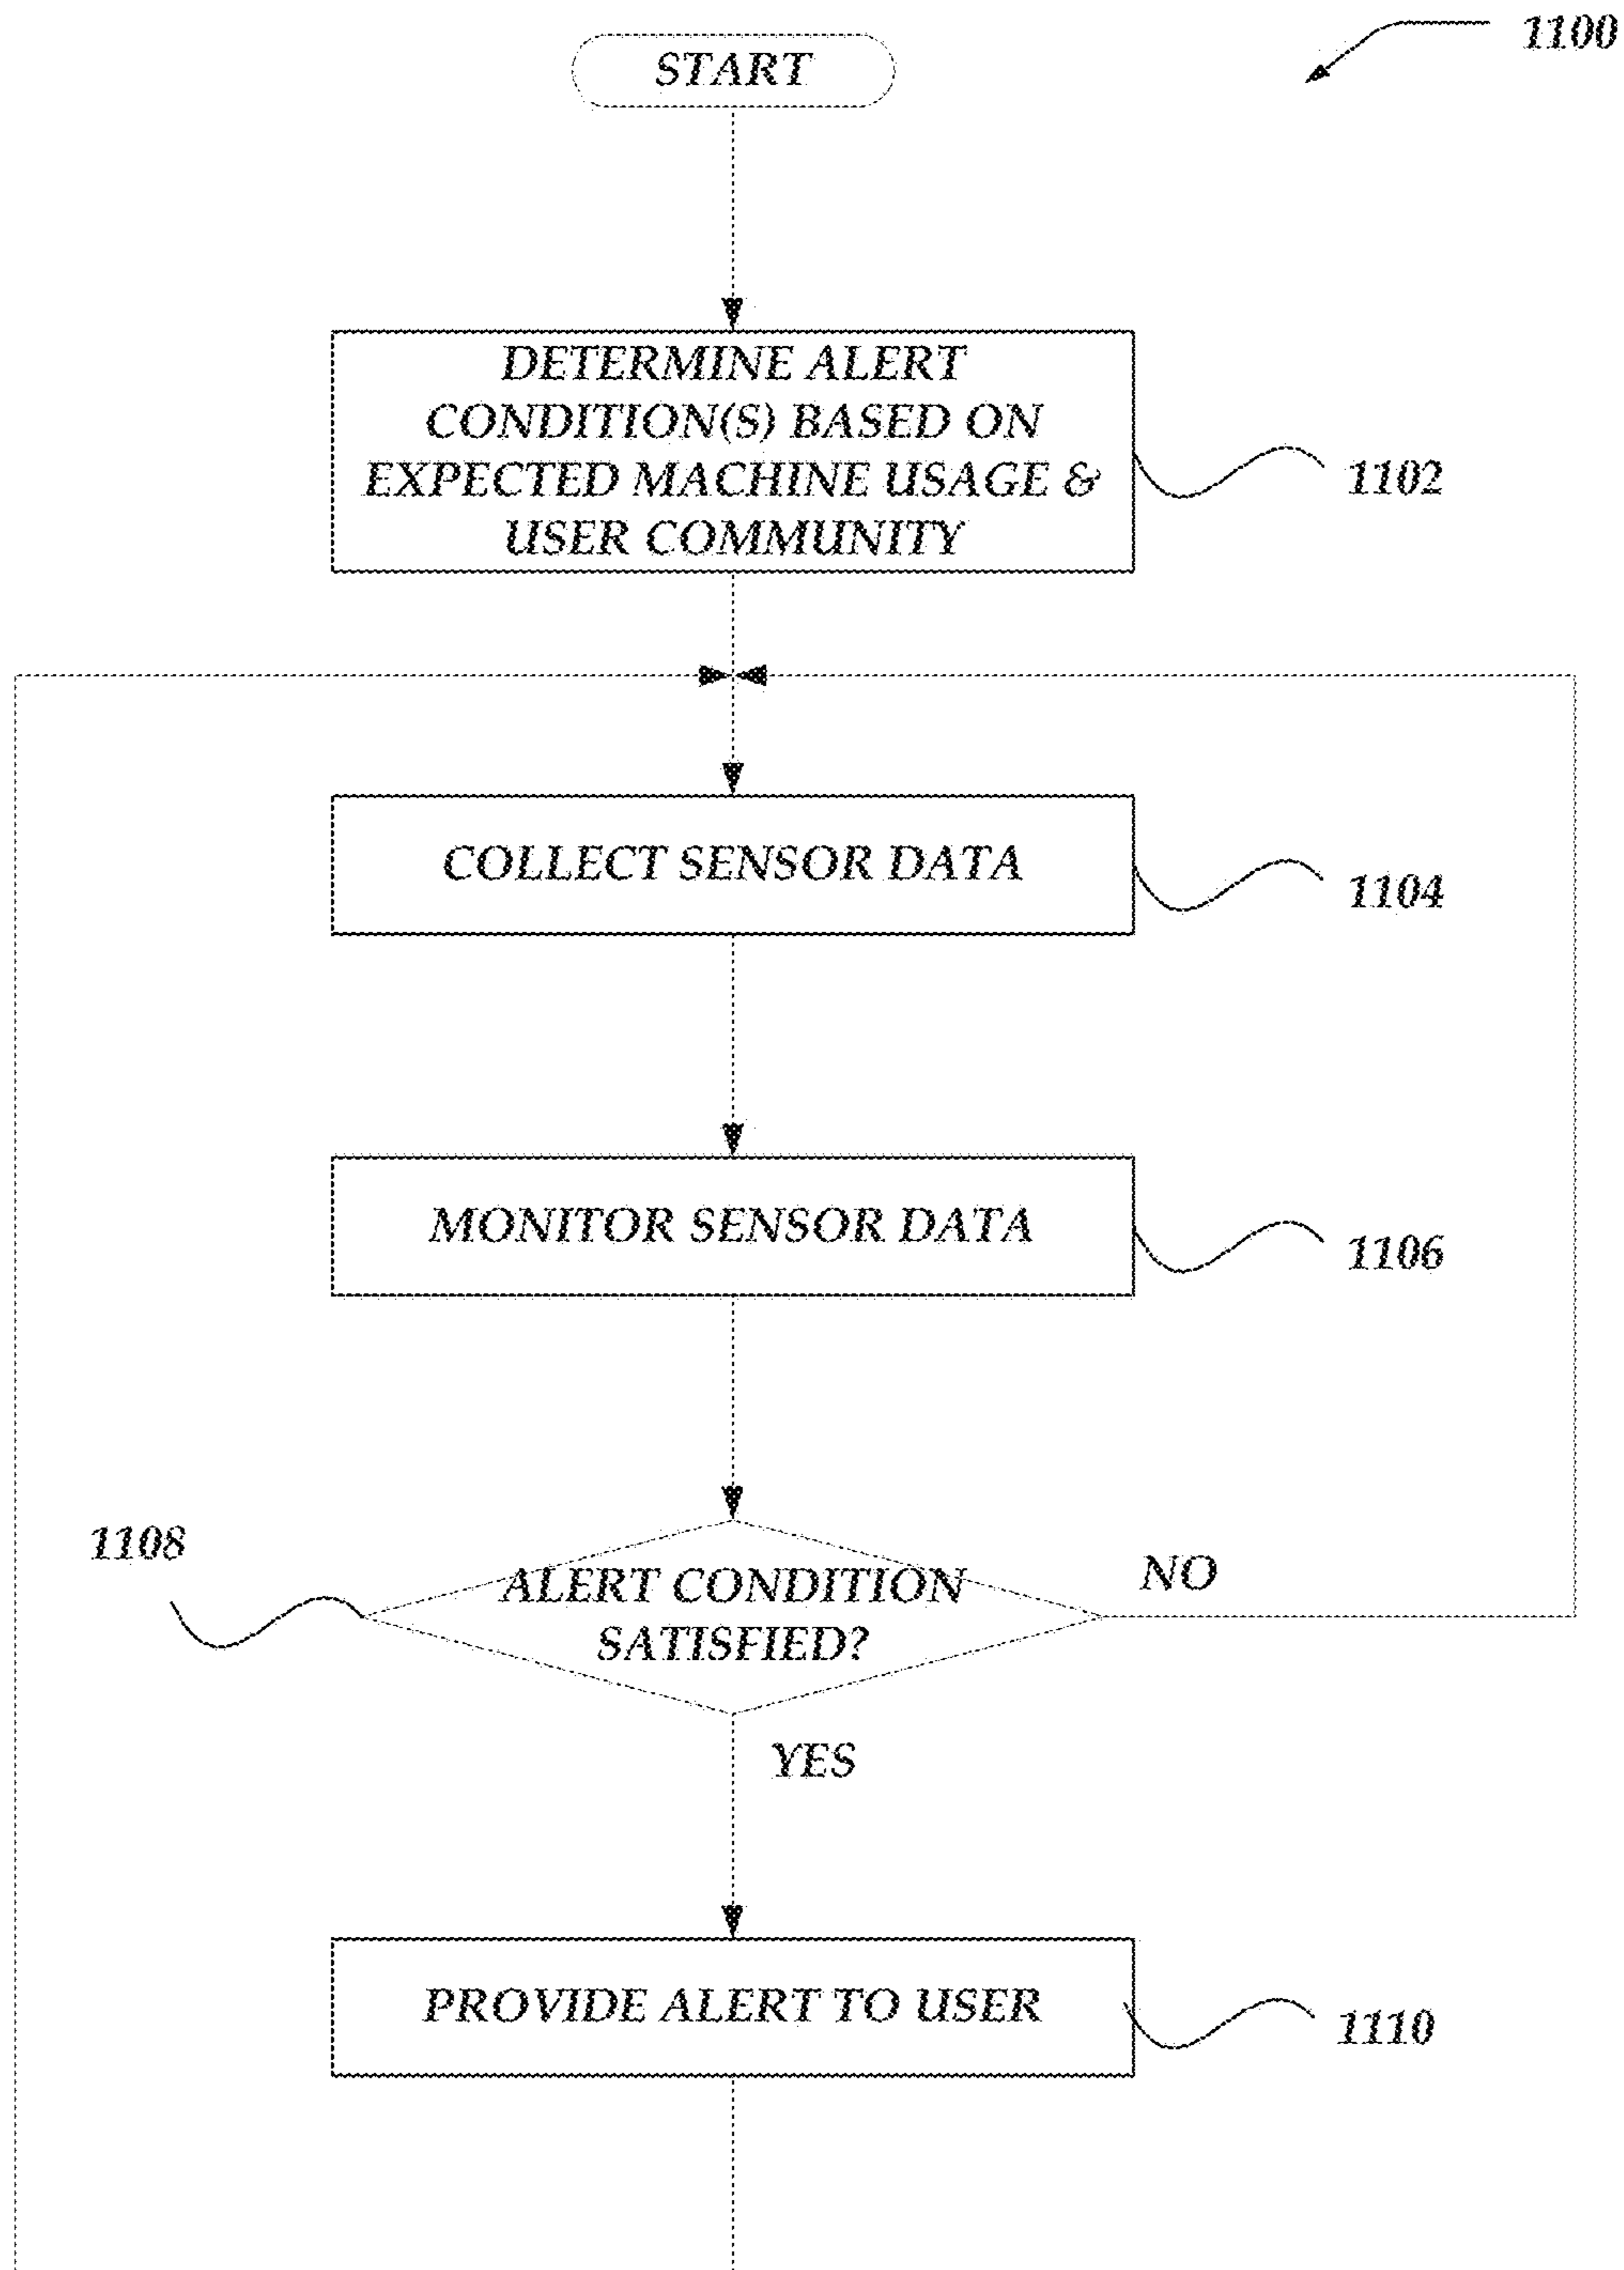 1100
START
DETERMINE ALERT
CONDITION(S) BASED ON
EXPECTED MACHINE USAGE &
USER COMMUNITY
1102
COLLECT SENSOR DATA
1104
MONITOR SENSOR DATA
1106
1108
ALERT CONDITION
SATISFIED?
NO
YES
PROVIDE ALERT TO USER
1110